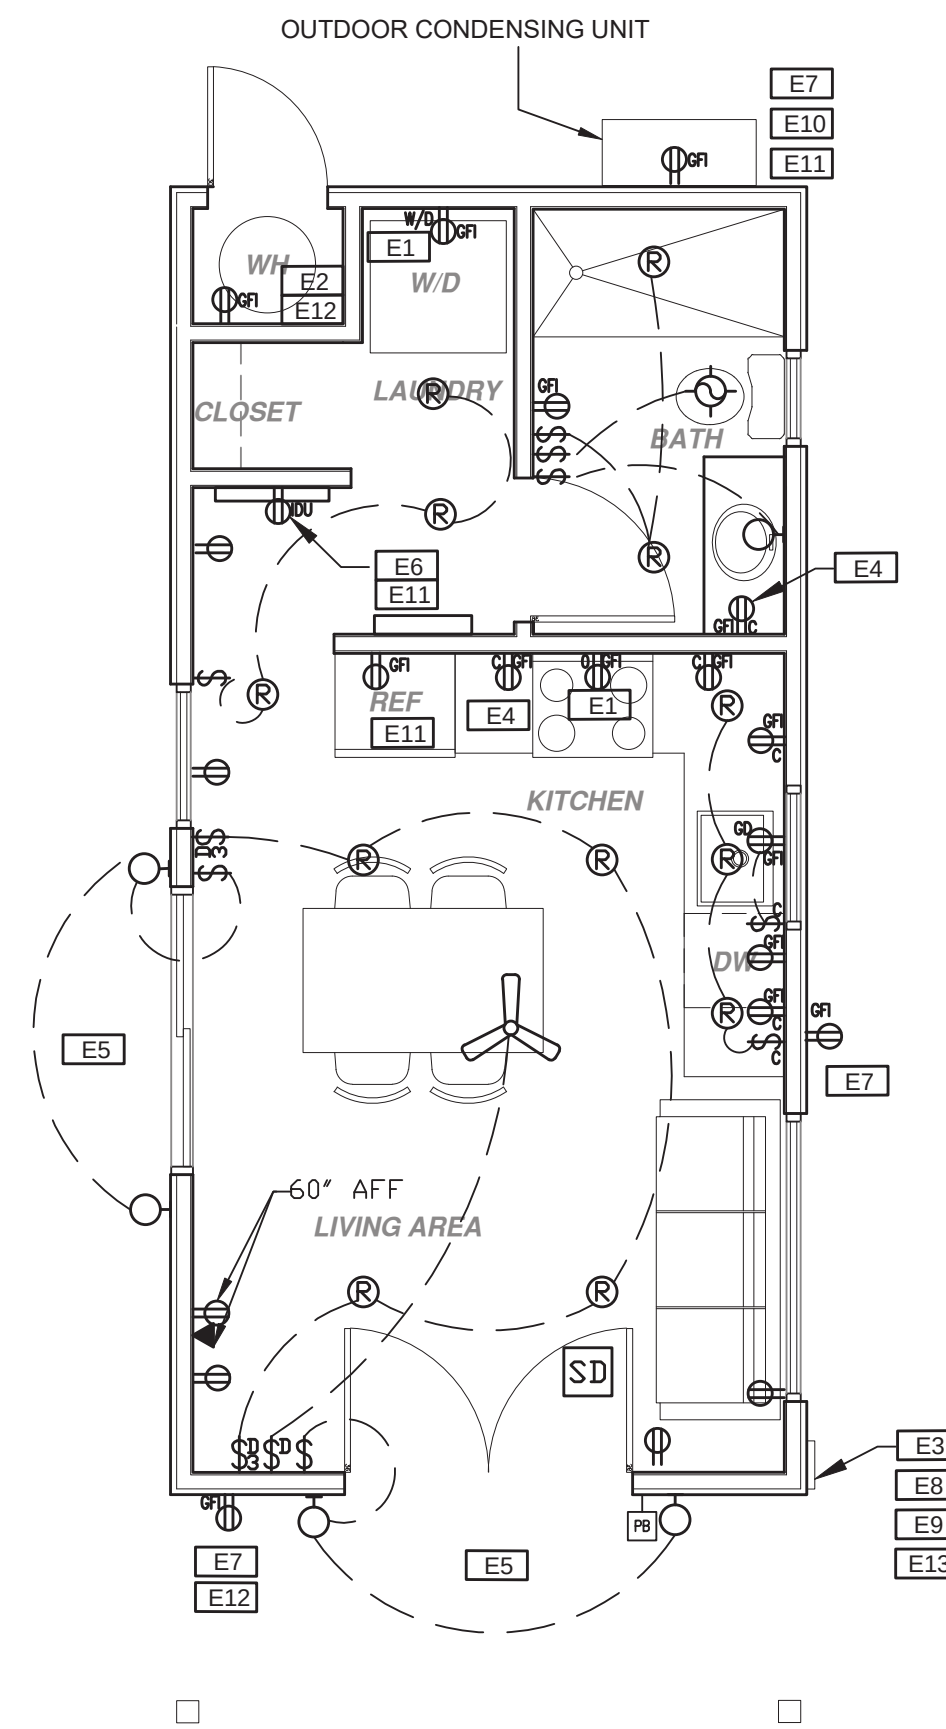 OUTDOOR CONDENSING UNIT
E7
E10
E11
GFI
W/D
GFI
E1
WH
E2
E12
GFI
W/D
LAUNDRY
R
R
CLOSET
GFI
S
S
S
BATH
IDU
R
R
E6
E11
E4
GFI
C
GFI
C
GFI
O
GFI
C
GFI
S
R
REF
E11
E4
E1
R
GFI
C
KITCHEN
S
D
3
S
R
R
GD
GFI
R
C
S
GFI
DW
GFI
C
R
S
C
GFI
E7
E5
60" AFF
LIVING AREA
R
R
SD
$
D
3
$
D
$
E3
E8
E9
E13
GFI
PB
E7
E12
E5